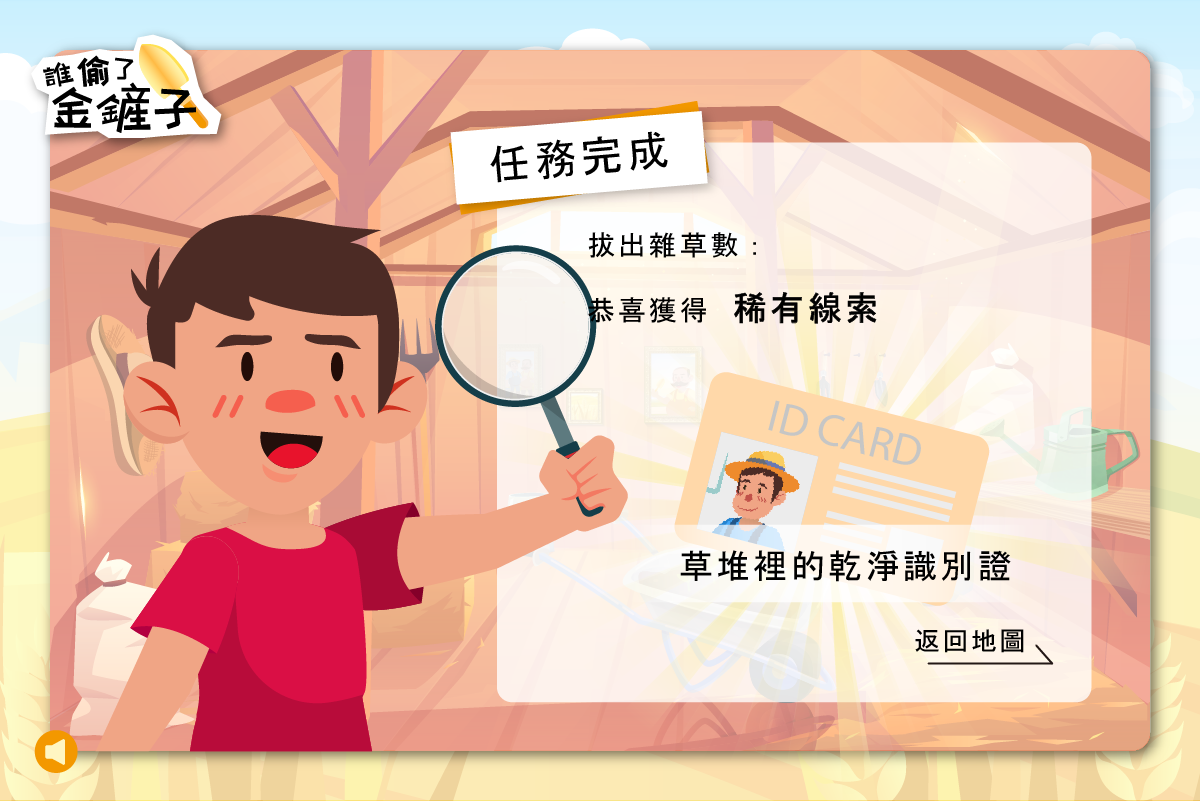 誰偷了
金鏟子
任務完成
拔出雜草數：
恭喜獲得 稀有線索
ID CARD
草堆裡的乾淨識別證
返回地圖